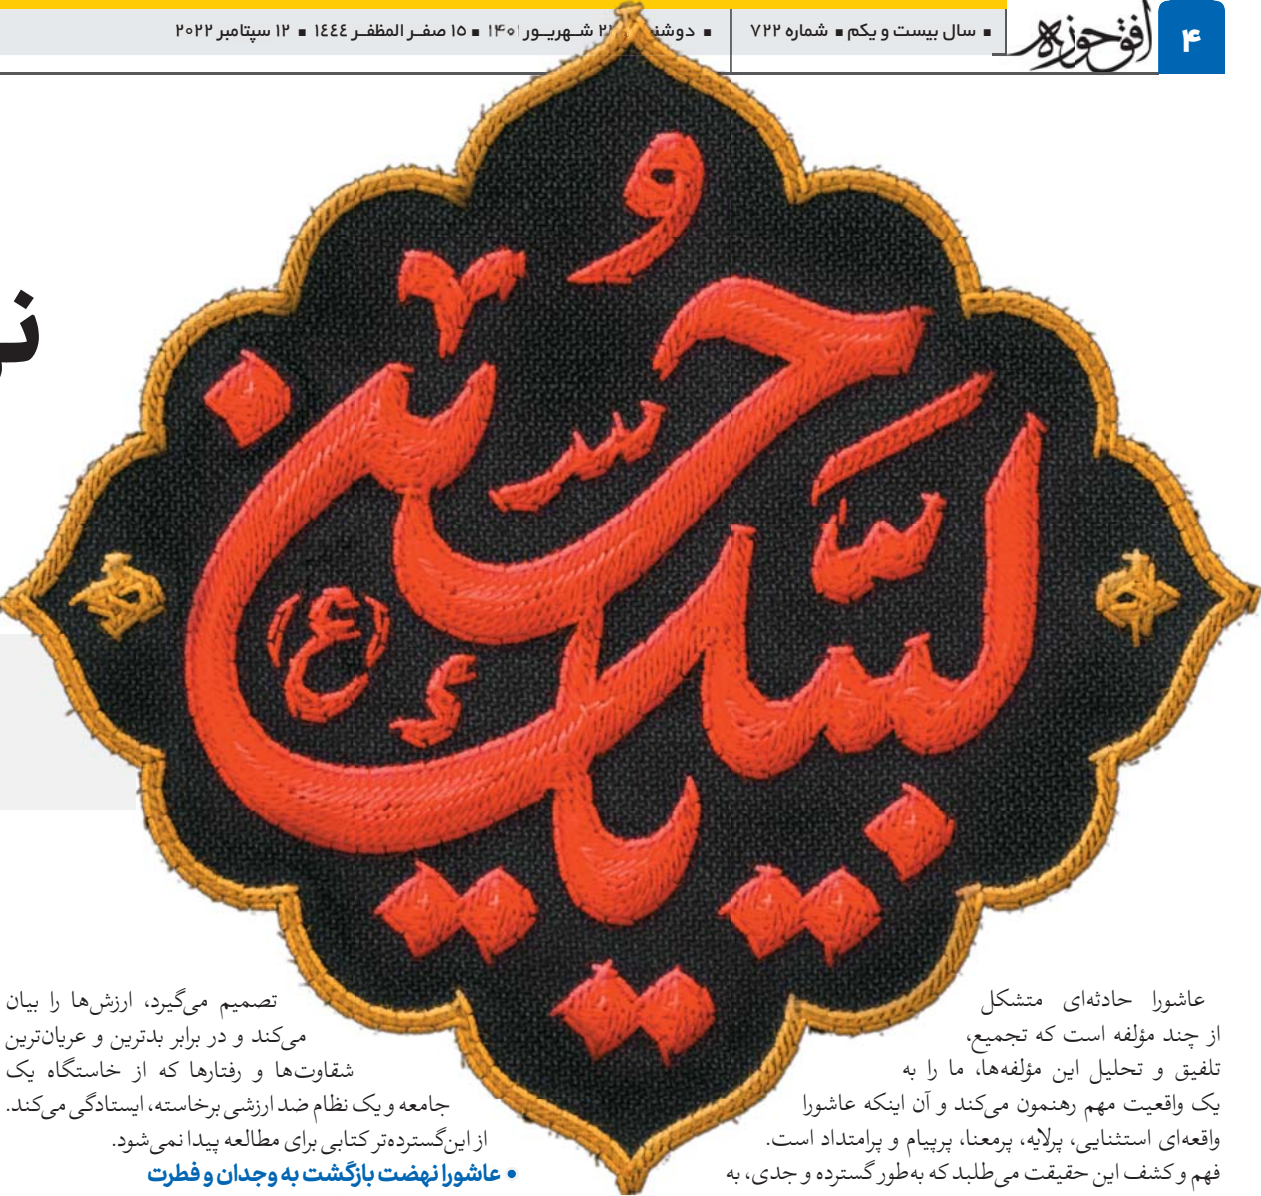 ۴
افق حوزه
▪ سال بیست و یکم ▪ شماره ۷۲۲
▪ شـهریـور ۱۴۰۱ ▪ ۱۵ صفـر المظفـر ۱٤٤٤ ▪ ۱۲ سپتامبر ۲۰۲۲
لبیک یا حسین
(ع)
عاشورا حادثه‌ای متشکل
از چند مؤلفه است که تجمیع،
تلفیق و تحلیل این مؤلفه‌ها، ما را به
یک واقعیت مهم رهنمون می‌کند و آن اینکه عاشورا
واقعه‌ای استثنایی، پرلایه، پرمعنا، پرپیام و پرامتداد است.
فهم و کشف این حقیقت می‌طلبد که به‌طور گسترده و جدی، به
تصمیم می‌گیرد، ارزش‌ها را بیان
می‌کند و در برابر بدترین و عریان‌ترین
شقاوت‌ها و رفتارها که از خاستگاه یک
جامعه و یک نظام ضد ارزشی برخاسته، ایستادگی می‌کند.
از این‌گسترده‌تر کتابی برای مطالعه پیدا نمی‌شود.
• عاشورا نهضت بازگشت به وجدان و فطرت